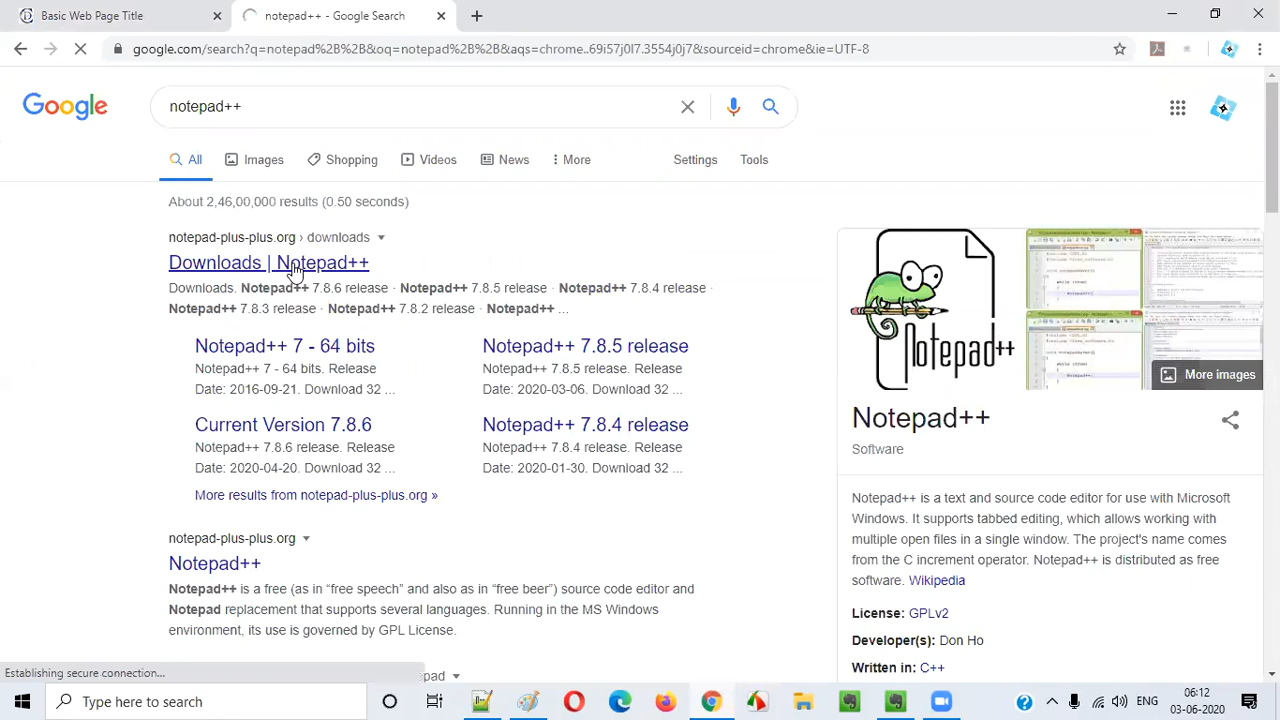 Basic Web Page Title
notepad++ - Google Search
google.com/search?q=notepad%2B%2B&oq=notepad%2B%2B&aqs=chrome..69i57j0l7.3554j0j7&sourceid=chrome&ie=UTF-8
Google
notepad++
All Images Shopping Videos News More Settings Tools
About 2,46,00,000 results (0.50 seconds)
notepad-plus-plus.org › downloads
Downloads | Notepad++
Downloads. Notepad++ 7.8.6 release · Notepad++ 7.8.5 release · Notepad++ 7.8.4 release
Notepad++ 7.8.3 release · Notepad++ 7.8.2 release · Notepad++ ...
Notepad++ 7 - 64 bits
Notepad++ 7 - 64 bits. Release
Date: 2016-09-21. Download 32 ...
Notepad++ 7.8.5 release
Notepad++ 7.8.5 release. Release
Date: 2020-03-06. Download 32 ...
Current Version 7.8.6
Notepad++ 7.8.6 release. Release
Date: 2020-04-20. Download 32 ...
Notepad++ 7.8.4 release
Notepad++ 7.8.4 release. Release
Date: 2020-01-30. Download 32 ...
More results from notepad-plus-plus.org »
notepad-plus-plus.org
Notepad++
Notepad++ is a free (as in “free speech” and also as in “free beer”) source code editor and
Notepad replacement that supports several languages. Running in the MS Windows
environment, its use is governed by GPL License.
epad
notepad++
More images
Notepad++
Software
Notepad++ is a text and source code editor for use with Microsoft
Windows. It supports tabbed editing, which allows working with
multiple open files in a single window. The project's name comes
from the C increment operator. Notepad++ is distributed as free
software. Wikipedia
License: GPLv2
Developer(s): Don Ho
Written in: C++
Establishing secure connection...
Type here to search
ENG
06:12
03-06-2020